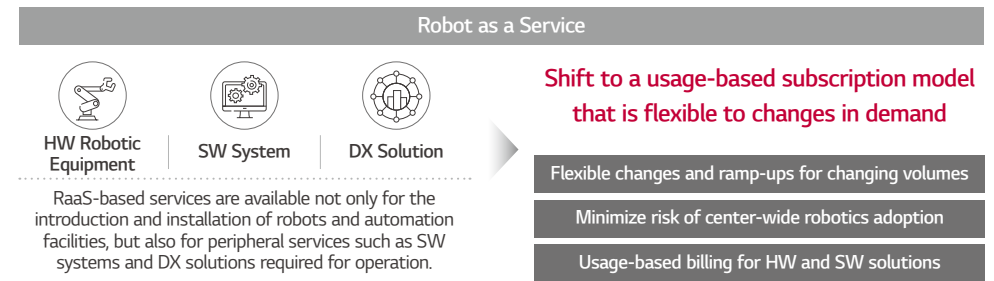 Robot as a Service
HW Robotic
Equipment
SW System
DX Solution
RaaS-based services are available not only for the
introduction and installation of robots and automation
facilities, but also for peripheral services such as SW
systems and DX solutions required for operation.
Shift to a usage-based subscription model
that is flexible to changes in demand
Flexible changes and ramp-ups for changing volumes
Minimize risk of center-wide robotics adoption
Usage-based billing for HW and SW solutions